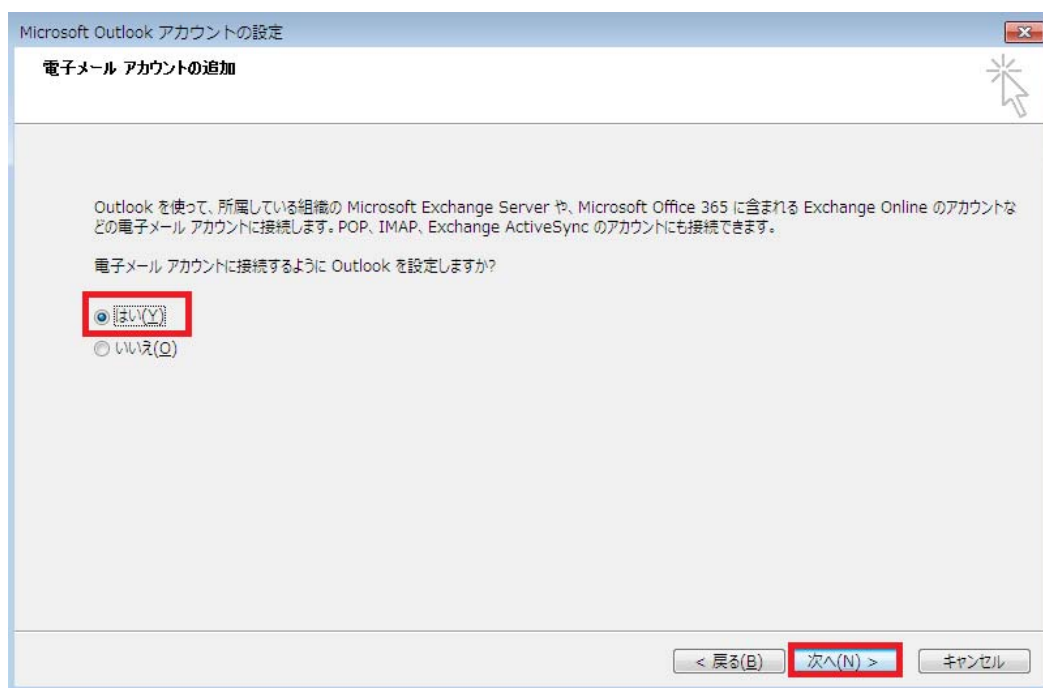 Microsoft Outlook アカウントの設定
電子メール アカウントの追加
Outlook を使って、所属している組織の Microsoft Exchange Server や、Microsoft Office 365 に含まれる Exchange Online のアカウントな
どの電子メール アカウントに接続します。POP、IMAP、Exchange ActiveSync のアカウントにも接続できます。
電子メール アカウントに接続するように Outlook を設定しますか?
はい(Y)
いいえ(O)
< 戻る(B) 次へ(N) > キャンセル